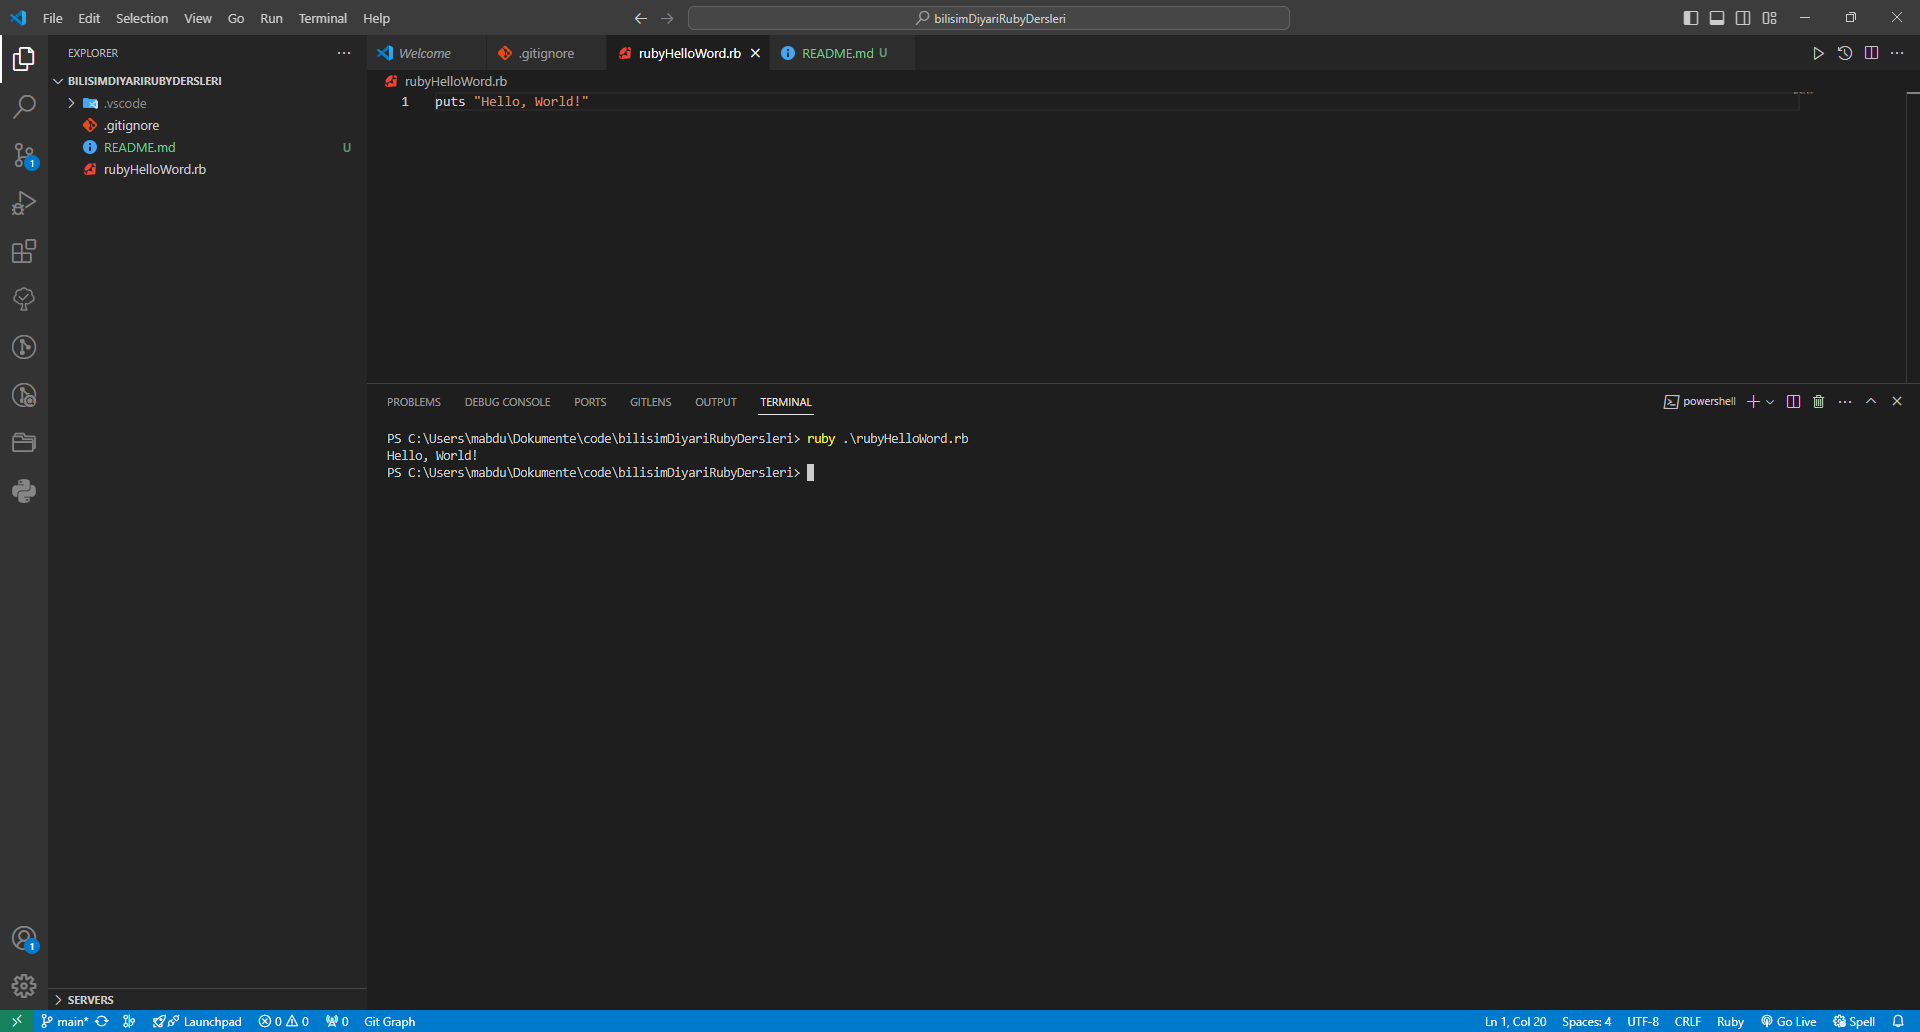 File Edit Selection View Go Run Terminal Help
bilisimDiyariRubyDersleri
EXPLORER
BILISIMDIYARIRUBYDERSLERI
.vscode
.gitignore
README.md U
rubyHelloWord.rb
1
1
SERVERS
Welcome .gitignore rubyHelloWord.rb README.md U
rubyHelloWord.rb
1 puts "Hello, World!"
PROBLEMS DEBUG CONSOLE PORTS GITLENS OUTPUT TERMINAL powershell
PS C:\Users\mabdu\Dokumente\code\bilisimDiyariRubyDersleri> ruby .\rubyHelloWord.rb
Hello, World!
PS C:\Users\mabdu\Dokumente\code\bilisimDiyariRubyDersleri>
main* Launchpad 0 0 0 Git Graph Ln 1, Col 20 Spaces: 4 UTF-8 CRLF Ruby Go Live Spell